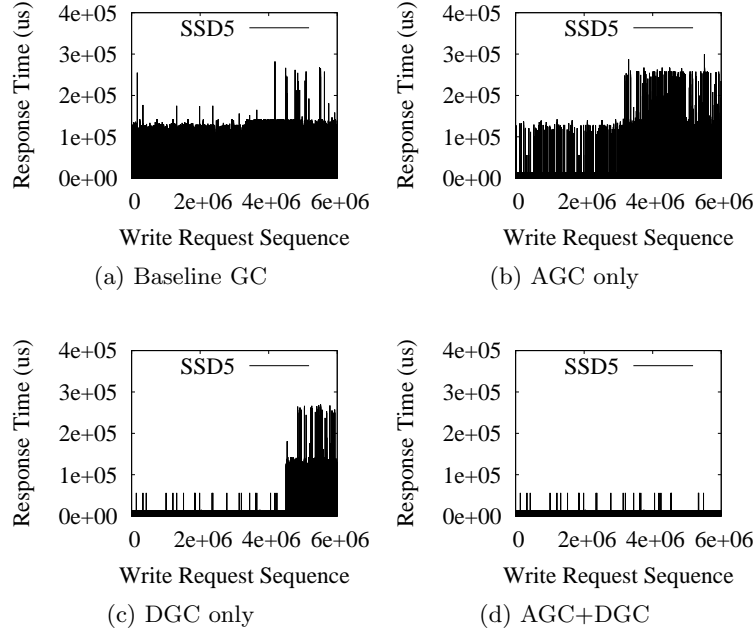 4e+05
SSD5
3e+05
2e+05
1e+05
0e+00
Response Time (us)
0 2e+06 4e+06 6e+06
Write Request Sequence
(a) Baseline GC
4e+05
SSD5
3e+05
2e+05
1e+05
0e+00
Response Time (us)
0 2e+06 4e+06 6e+06
Write Request Sequence
(b) AGC only
4e+05
SSD5
3e+05
2e+05
1e+05
0e+00
Response Time (us)
0 2e+06 4e+06 6e+06
Write Request Sequence
(c) DGC only
4e+05
SSD5
3e+05
2e+05
1e+05
0e+00
Response Time (us)
0 2e+06 4e+06 6e+06
Write Request Sequence
(d) AGC+DGC